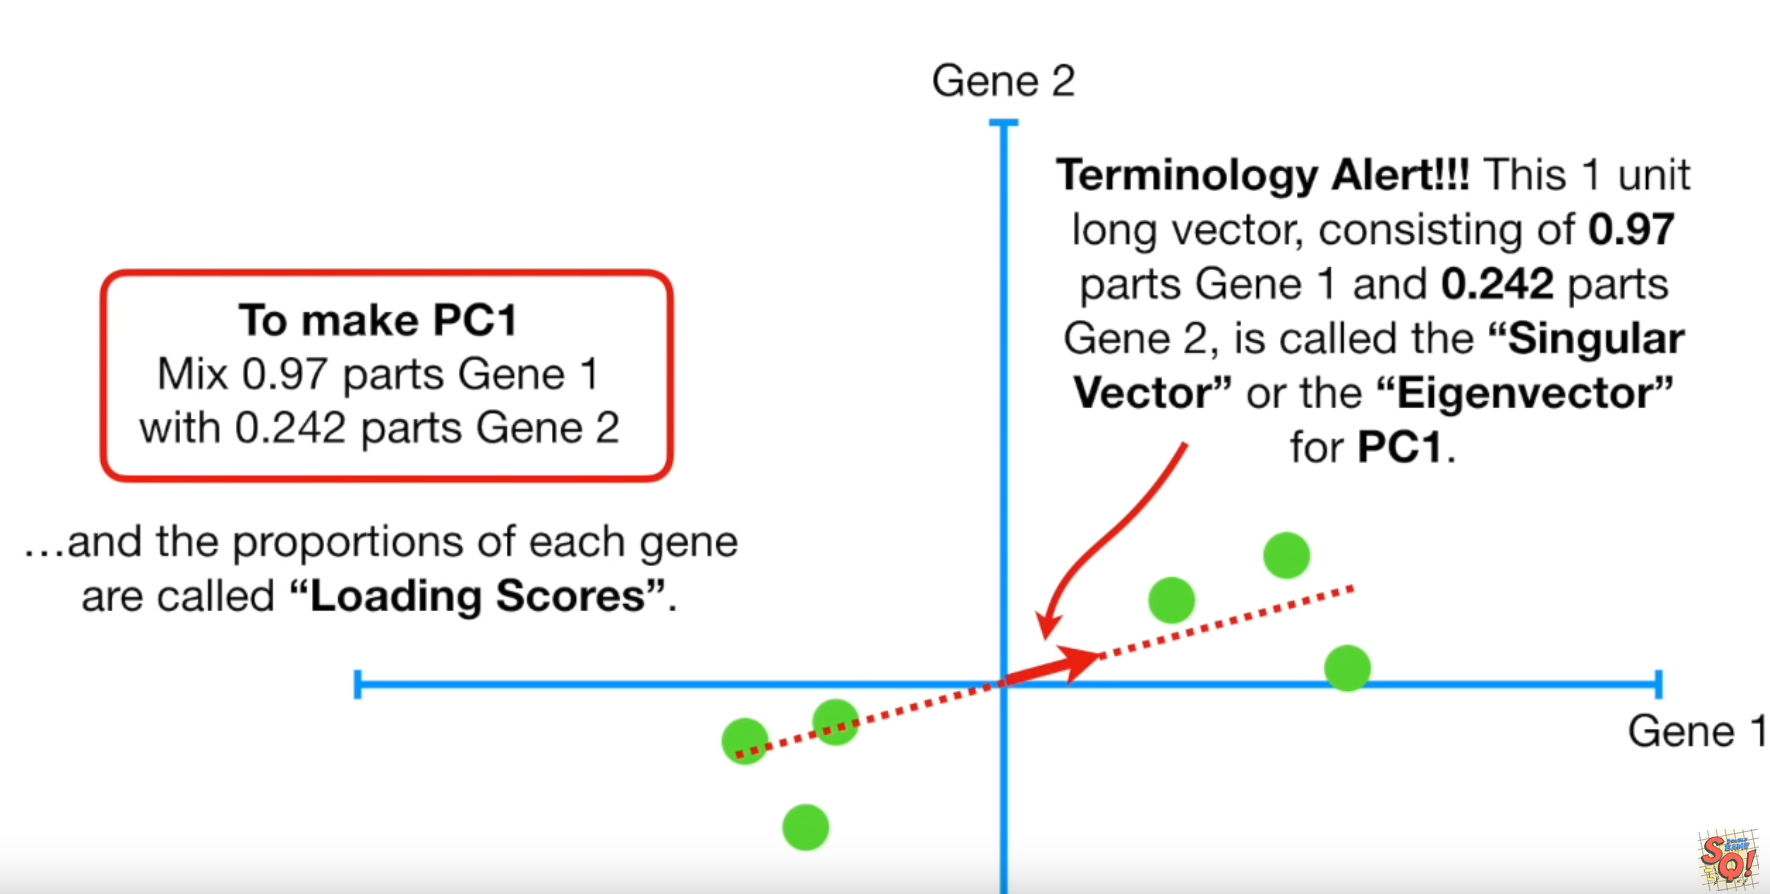 Gene 2
Terminology Alert!!! This 1 unit
long vector, consisting of 0.97
parts Gene 1 and 0.242 parts
Gene 2, is called the “Singular
Vector” or the “Eigenvector”
for PC1.
To make PC1
Mix 0.97 parts Gene 1
with 0.242 parts Gene 2
…and the proportions of each gene
are called “Loading Scores”.
Gene 1
SQ!